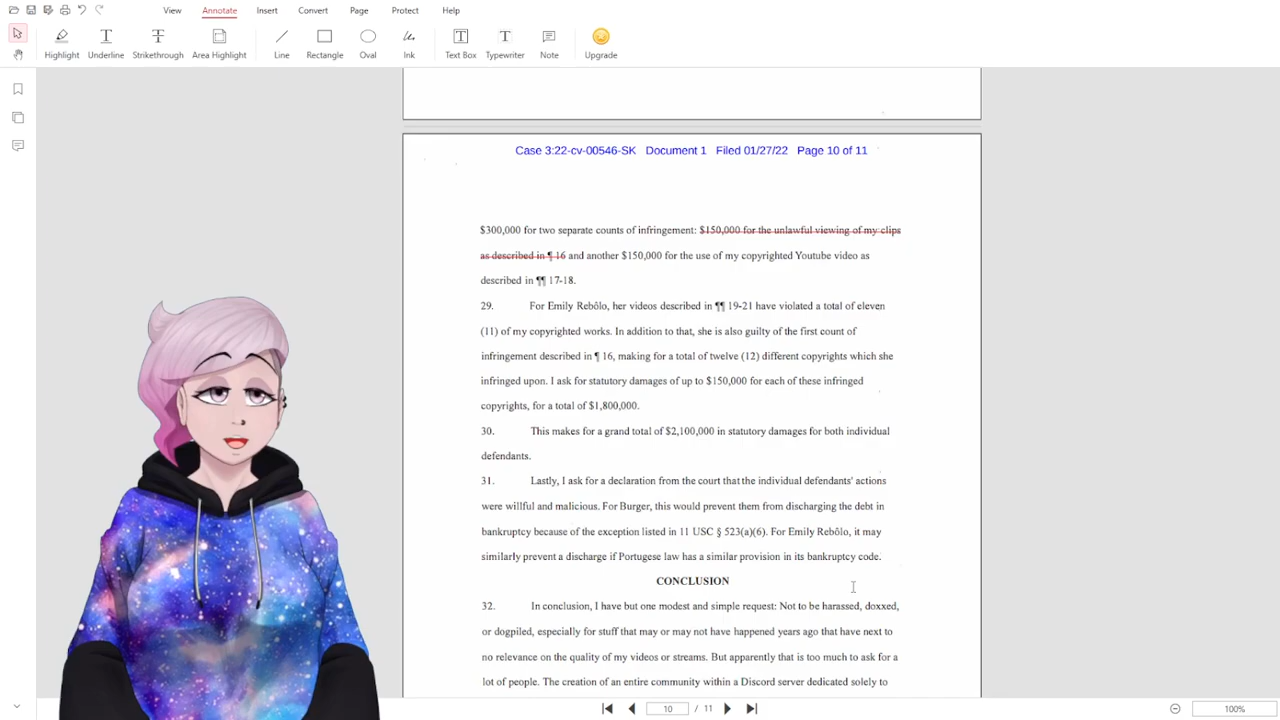 View Annotate Insert Convert Page Protect Help
Highlight Underline Strikethrough Area Highlight Line Rectangle Oval Ink Text Box Typewriter Note Upgrade
Case 3:22-cv-00546-SK Document 1 Filed 01/27/22 Page 10 of 11
$300,000 for two separate counts of infringement: $150,000 for the unlawful viewing of my clips
as described in ¶ 16 and another $150,000 for the use of my copyrighted Youtube video as
described in ¶¶ 17-18.
29. For Emily Rebôlo, her videos described in ¶¶ 19-21 have violated a total of eleven
(11) of my copyrighted works. In addition to that, she is also guilty of the first count of
infringement described in ¶ 16, making for a total of twelve (12) different copyrights which she
infringed upon. I ask for statutory damages of up to $150,000 for each of these infringed
copyrights, for a total of $1,800,000.
30. This makes for a grand total of $2,100,000 in statutory damages for both individual
defendants.
31. Lastly, I ask for a declaration from the court that the individual defendants' actions
were willful and malicious. For Burger, this would prevent them from discharging the debt in
bankruptcy because of the exception listed in 11 USC § 523(a)(6). For Emily Rebôlo, it may
similarly prevent a discharge if Portugese law has a similar provision in its bankruptcy code.
CONCLUSION
32. In conclusion, I have but one modest and simple request: Not to be harassed, doxxed,
or dogpiled, especially for stuff that may or may not have happened years ago that have next to
no relevance on the quality of my videos or streams. But apparently that is too much to ask for a
lot of people. The creation of an entire community within a Discord server dedicated solely to
10 / 11 100%